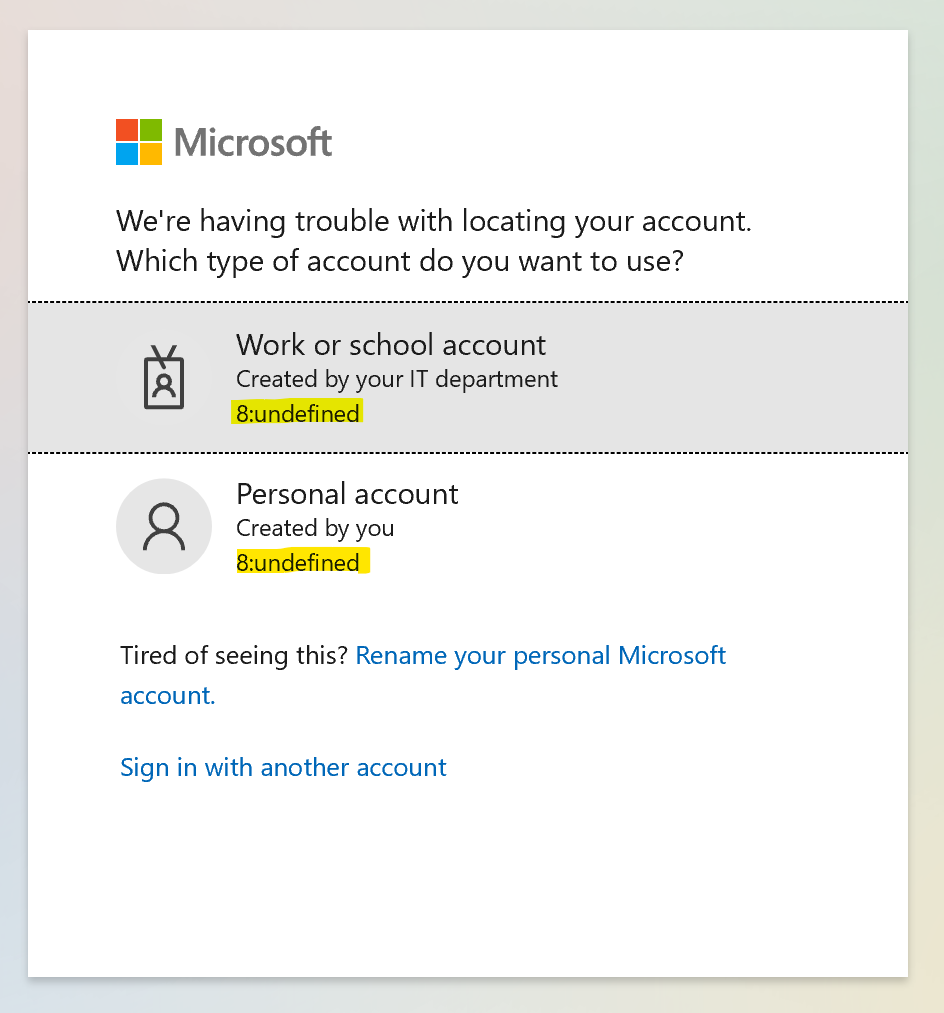 Microsoft
We're having trouble with locating your account.
Which type of account do you want to use?
Work or school account
Created by your IT department
8:undefined
Personal account
Created by you
8:undefined
Tired of seeing this? Rename your personal Microsoft
account.
Sign in with another account